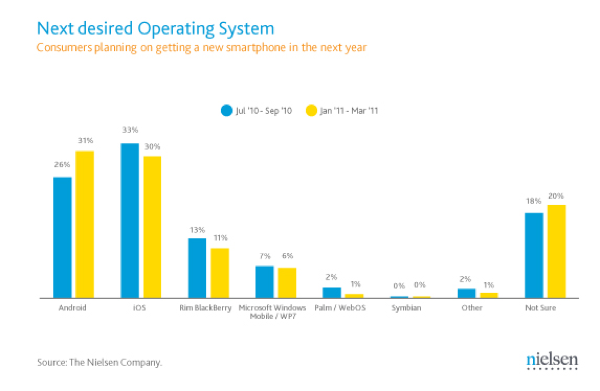 Next desired Operating System
Consumers planning on getting a new smartphone in the next year
Jul '10- Sep '10 Jan '11 - Mar '11
26% 31% 33% 30% 13% 11% 7% 6% 2% 1% 0% 0% 2% 1% 18% 20%
Android iOS Rim BlackBerry Microsoft Windows Palm / WebOS Symbian Other Not Sure
Mobile / WP7
Source: The Nielsen Company.
nielsen